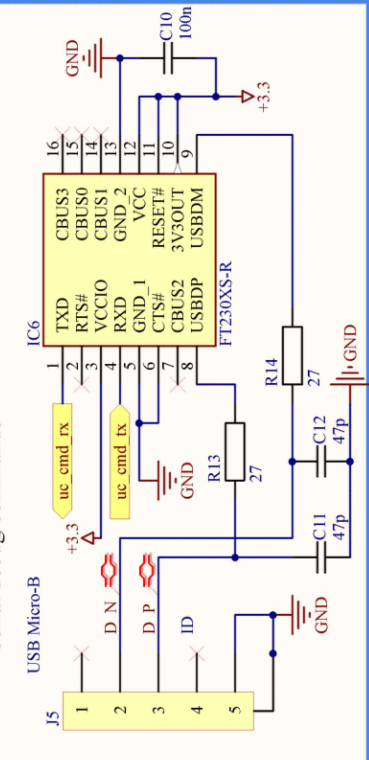 USB Micro-B
J5
1
2
3
4
5
D_N
D_P
ID
GND
+3.3
uc_cmd_rx
uc_cmd_tx
GND
R13
27
R14
27
C11
47p
C12
47p
GND
IC6
1 TXD
2 RTS#
3 VCCIO
4 RXD
5 GND_1
6 CTS#
7 CBUS2
8 USBDP
16 CBUS3
15 CBUS0
14 CBUS1
13 GND_2
12 VCC
11 RESET#
10 3V3OUT
9 USBDM
FT230XS-R
GND
C10
100n
+3.3